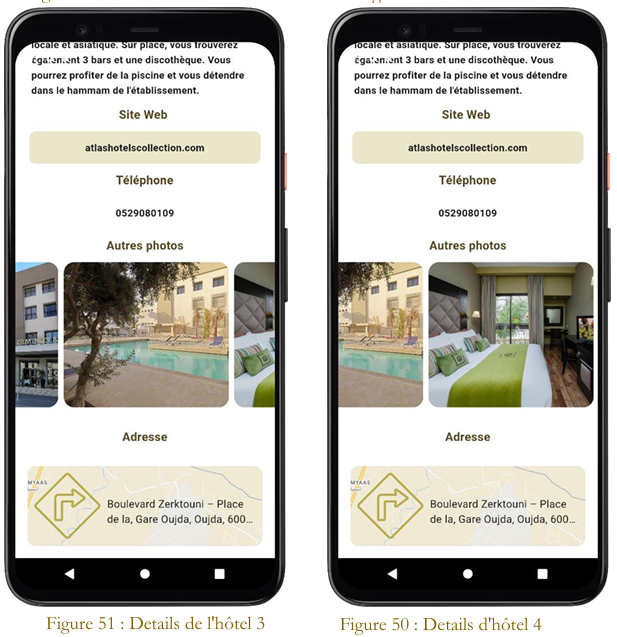 locale et asiatique. Sur place, vous trouverez
également 3 bars et une discothèque. Vous
pourrez profiter de la piscine et vous détendre
dans le hammam de l'établissement.
Site Web
atlashotelscollection.com
Téléphone
0529080109
Autres photos
Adresse
MYAAS
Boulevard Zerktouni – Place
de la, Gare Oujda, Oujda, 600...
Figure 51 : Details de l'hôtel 3
locale et asiatique. Sur place, vous trouverez
également 3 bars et une discothèque. Vous
pourrez profiter de la piscine et vous détendre
dans le hammam de l'établissement.
Site Web
atlashotelscollection.com
Téléphone
0529080109
Autres photos
Adresse
MYAAS
Boulevard Zerktouni – Place
de la, Gare Oujda, Oujda, 600...
Figure 50 : Details d'hôtel 4